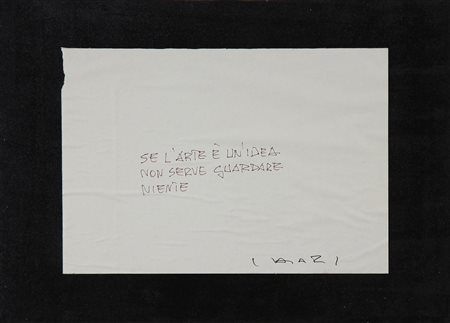 SE L'ARTE È UN'IDEA
NON SERVE GUARDARE
NIENTE